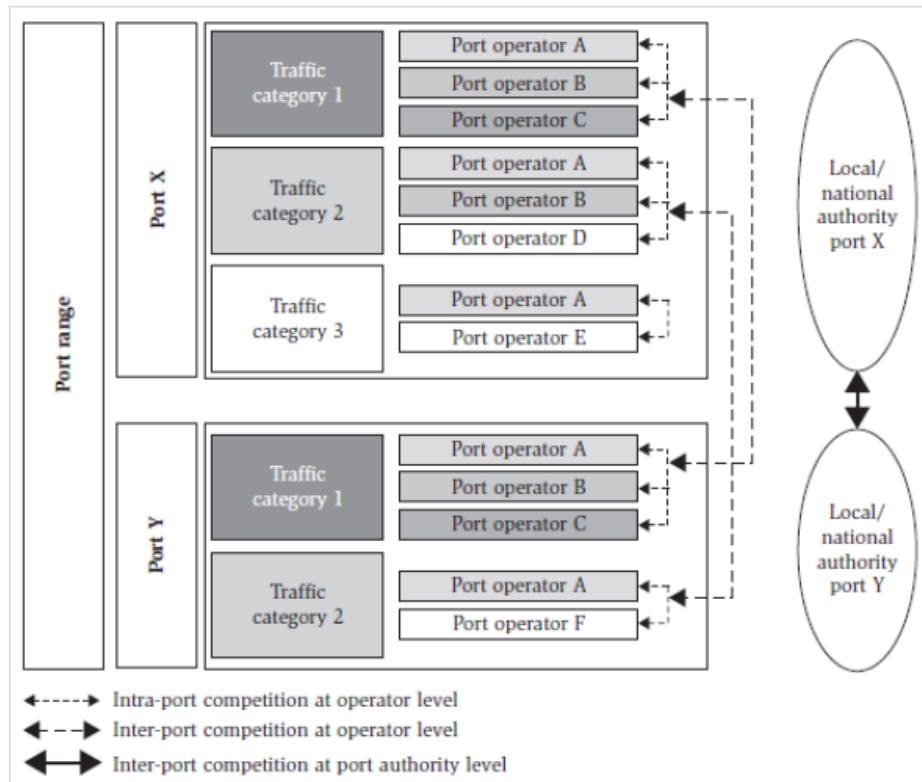 Port range
Port X
Traffic
category 1
Port operator A
Port operator B
Port operator C
Traffic
category 2
Port operator A
Port operator B
Port operator D
Traffic
category 3
Port operator A
Port operator E
Local/
national
authority
port X
Port Y
Traffic
category 1
Port operator A
Port operator B
Port operator C
Traffic
category 2
Port operator A
Port operator F
Local/
national
authority
port Y
Intra-port competition at operator level
Inter-port competition at operator level
Inter-port competition at port authority level